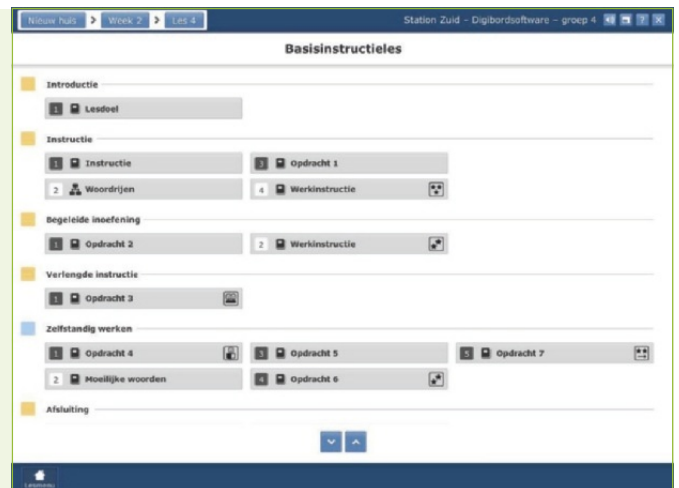 Nieuw huis > Week 2 > Les 4 Station Zuid – Digibordsoftware – groep 4 ? ×
Basisinstructieles
Introductie
1 Lesdoel
Instructie
1 Instructie 3 Opdracht 1
2 Woordrijen 4 Werkinstructie
Begeleide inoefening
1 Opdracht 2 2 Werkinstructie
Verlengde instructie
1 Opdracht 3
Zelfstandig werken
1 Opdracht 4 3 Opdracht 5 5 Opdracht 7
2 Moeilijke woorden 4 Opdracht 6
Afsluiting